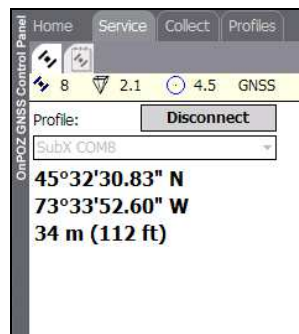 Home Service Collect Profiles
8 2.1 4.5 GNSS
Profile: Disconnect
SubX COM8
45°32'30.83" N
73°33'52.60" W
34 m (112 ft)
OnPOZ GNSS Control Panel